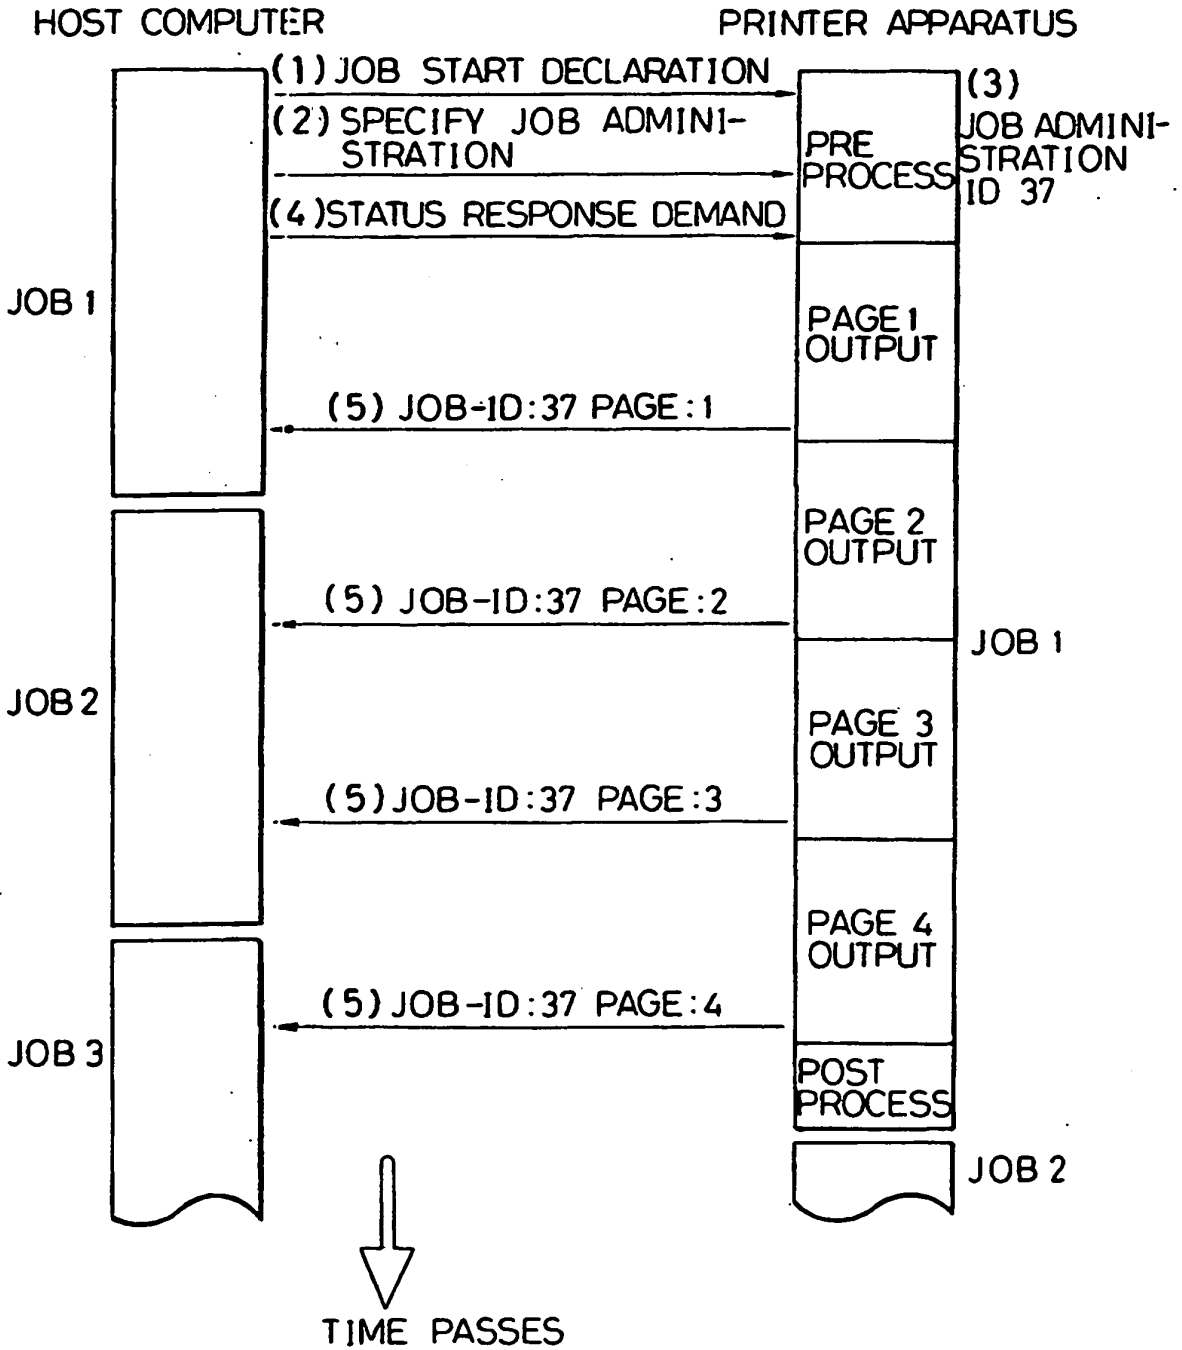 HOST COMPUTER
PRINTER APPARATUS
(1) JOB START DECLARATION
(2) SPECIFY JOB ADMINI-
STRATION
(3)
JOB ADMINI-
STRATION
ID 37
PRE
PROCESS
(4) STATUS RESPONSE DEMAND
JOB 1
PAGE 1
OUTPUT
(5) JOB-ID:37 PAGE:1
PAGE 2
OUTPUT
(5) JOB-ID:37 PAGE:2
JOB 1
JOB 2
PAGE 3
OUTPUT
(5) JOB-ID:37 PAGE:3
PAGE 4
OUTPUT
(5) JOB-ID:37 PAGE:4
JOB 3
POST
PROCESS
JOB 2
TIME PASSES